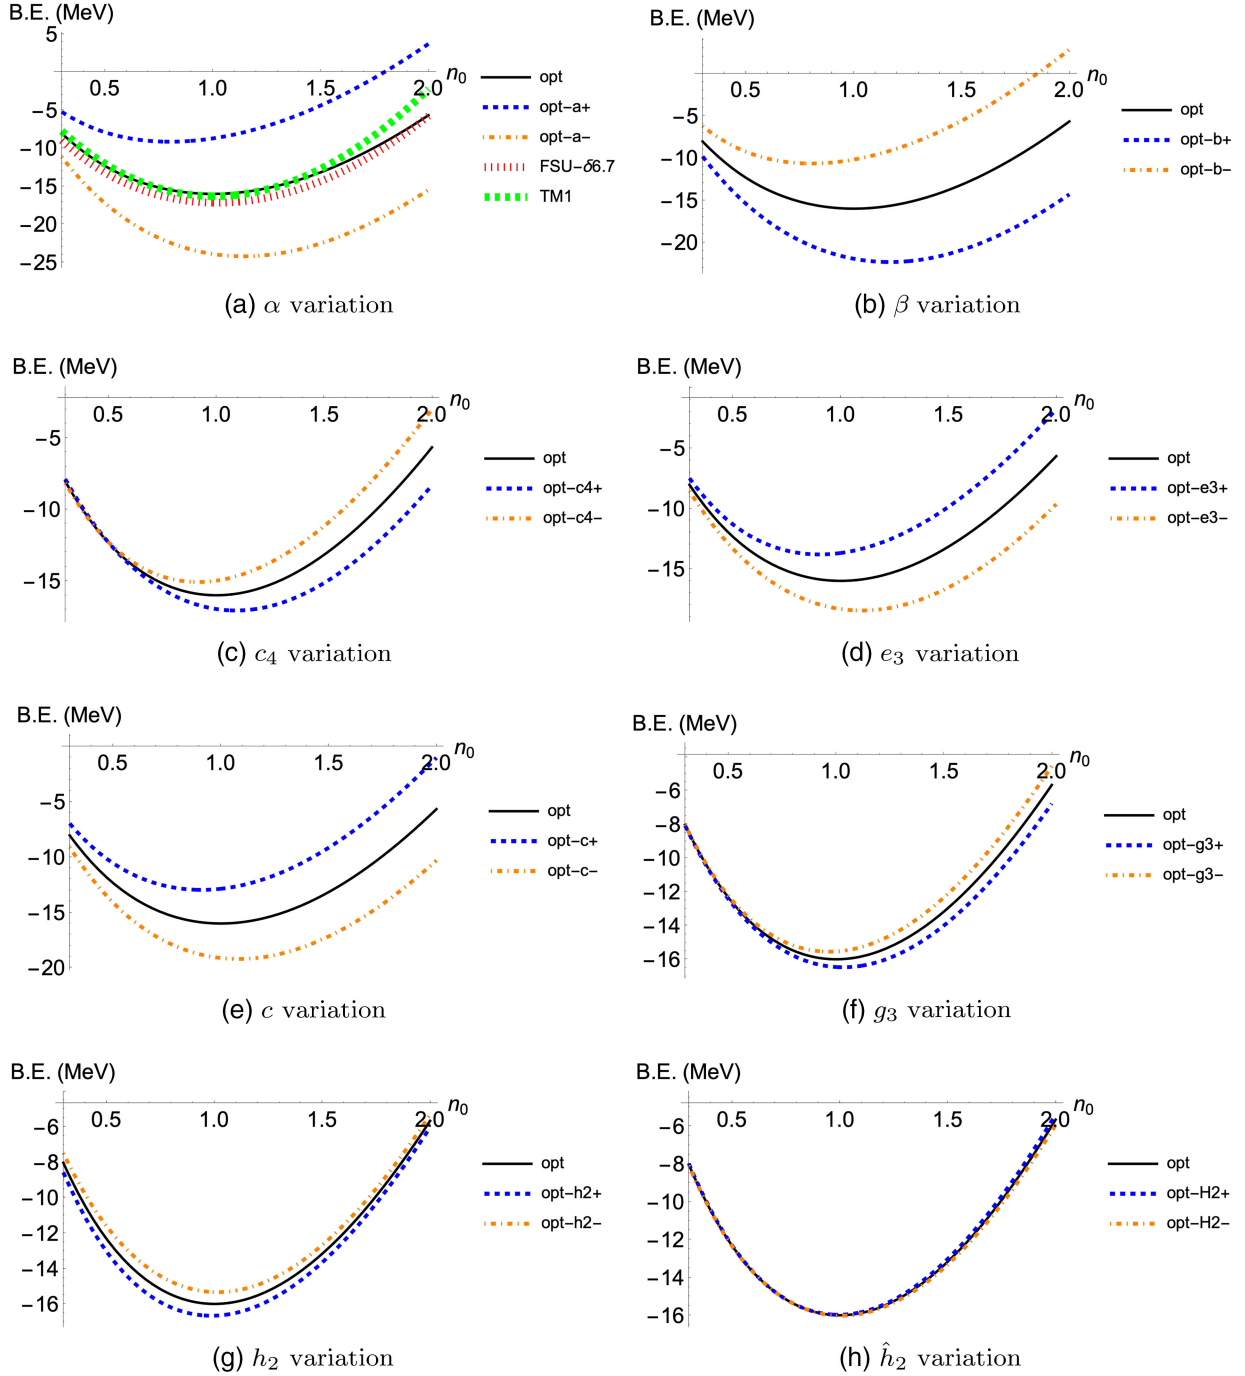 B.E. (MeV)
5
n0
0.5 1.0 1.5 2.0
−5
−10
−15
−20
−25
opt
opt−a+
opt−a−
FSU−δ6.7
TM1
(a) α variation
B.E. (MeV)
n0
0.5 1.0 1.5 2.0
−5
−10
−15
−20
opt
opt−b+
opt−b−
(b) β variation
B.E. (MeV)
n0
0.5 1.0 1.5 2.0
−5
−10
−15
opt
opt−c4+
opt−c4−
(c) c4 variation
B.E. (MeV)
n0
0.5 1.0 1.5 2.0
−5
−10
−15
opt
opt−e3+
opt−e3−
(d) e3 variation
B.E. (MeV)
n0
0.5 1.0 1.5 2.0
−5
−10
−15
−20
opt
opt−c+
opt−c−
(e) c variation
B.E. (MeV)
n0
0.5 1.0 1.5 2.0
−6
−8
−10
−12
−14
−16
opt
opt−g3+
opt−g3−
(f) g3 variation
B.E. (MeV)
n0
0.5 1.0 1.5 2.0
−6
−8
−10
−12
−14
−16
opt
opt−h2+
opt−h2−
(g) h2 variation
B.E. (MeV)
n0
0.5 1.0 1.5 2.0
−6
−8
−10
−12
−14
−16
opt
opt−H2+
opt−H2−
(h) ĥ2 variation